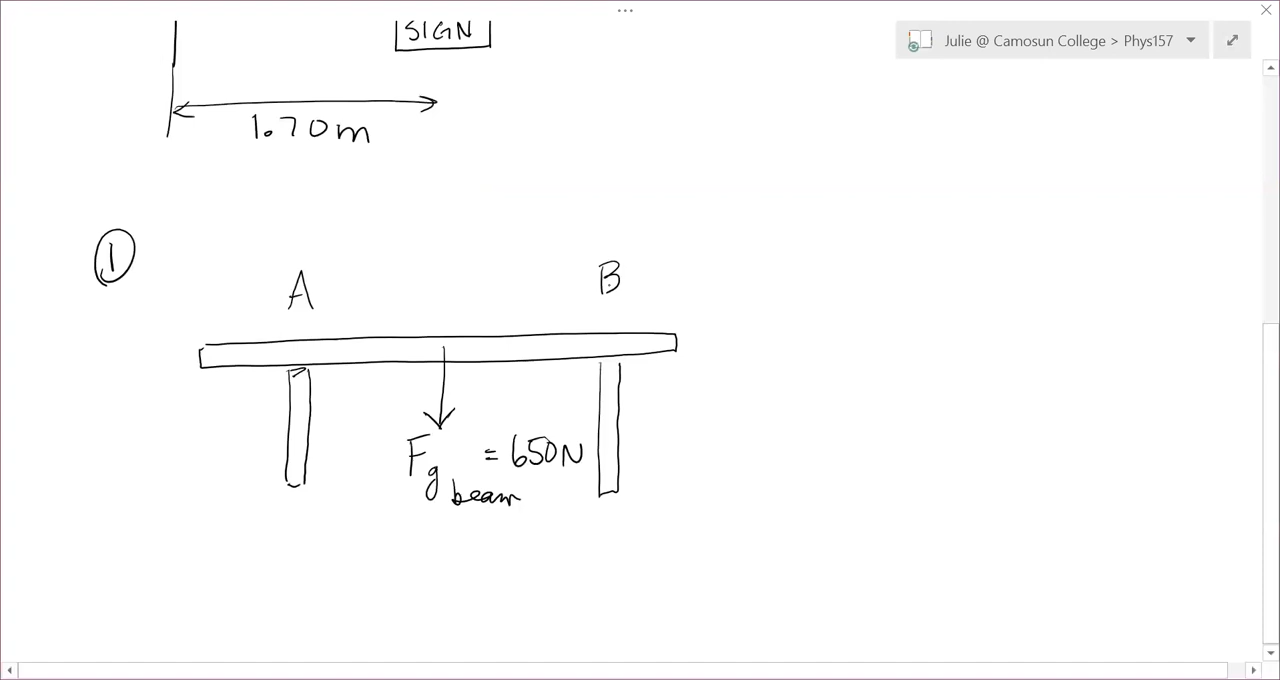 SIGN
Julie @ Camosun College > Phys157
1.70m
①
A
B
Fg beam = 650N